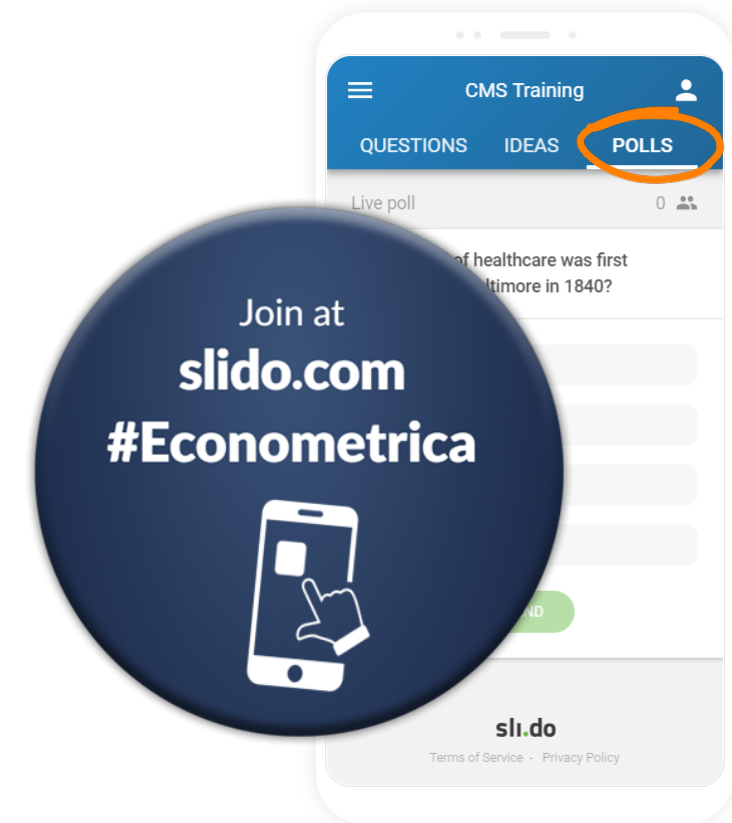 CMS Training
QUESTIONS IDEAS POLLS
Live poll 0
of healthcare was first
in 1840?
Join at
slido.com
#Econometrica
sli.do
Terms of Service - Privacy Policy